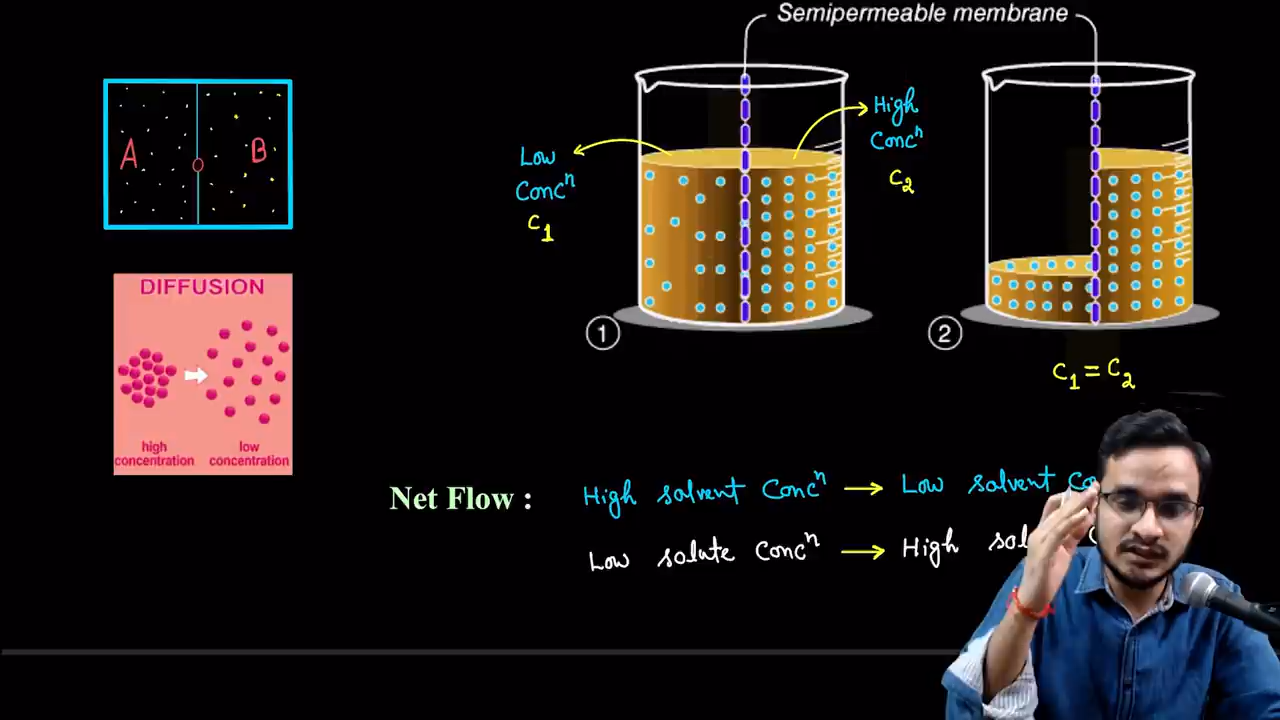 Semipermeable membrane
A
B
Low
Concⁿ
C₁
High
Concⁿ
C₂
DIFFUSION
high
concentration
low
concentration
1
2
C₁ = C₂
Net Flow :
High solvent Concⁿ → Low solvent
Low solute Concⁿ → High